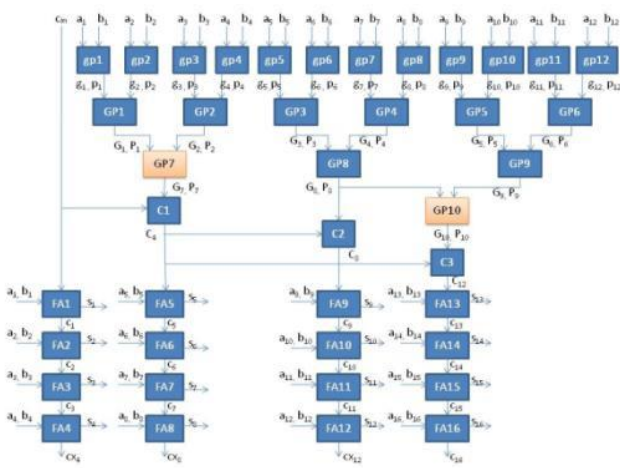 c_in a₁ b₁ a₂ b₂ a₃ b₃ a₄ b₄ a₅ b₅ a₆ b₆ a₇ b₇ a₈ b₈ a₉ b₉ a₁₀ b₁₀ a₁₁ b₁₁ a₁₂ b₁₂
gp1 gp2 gp3 gp4 gp5 gp6 gp7 gp8 gp9 gp10 gp11 gp12
g₁, p₁ g₂, p₂ g₃, p₃ g₄, p₄ g₅, p₅ g₆, p₆ g₇, p₇ g₈, p₈ g₉, p₉ g₁₀, p₁₀ g₁₁, p₁₁ g₁₂, p₁₂
GP1 GP2 GP3 GP4 GP5 GP6
G₁, P₁ G₂, P₂ G₃, P₃ G₄, P₄ G₅, P₅ G₆, P₆
GP7 GP8 GP9
G₇, P₇ G₈, P₈ G₉, P₉
C1 GP10
C₄ C2 G₁₀, P₁₀
C₈ C3
C₁₂
a₁, b₁ FA1 s₁ a₅, b₅ FA5 s₅ a₉, b₉ FA9 s₉ a₁₃, b₁₃ FA13 s₁₃
c₁ c₅ c₉ c₁₃
a₂, b₂ FA2 s₂ a₆, b₆ FA6 s₆ a₁₀, b₁₀ FA10 s₁₀ a₁₄, b₁₄ FA14 s₁₄
c₂ c₆ c₁₀ c₁₄
a₃, b₃ FA3 s₃ a₇, b₇ FA7 s₇ a₁₁, b₁₁ FA11 s₁₁ a₁₅, b₁₅ FA15 s₁₅
c₃ c₇ c₁₁ c₁₅
a₄, b₄ FA4 s₄ a₈, b₈ FA8 s₈ a₁₂, b₁₂ FA12 s₁₂ a₁₆, b₁₆ FA16 s₁₆
cx₄ cx₈ cx₁₂ c₁₆